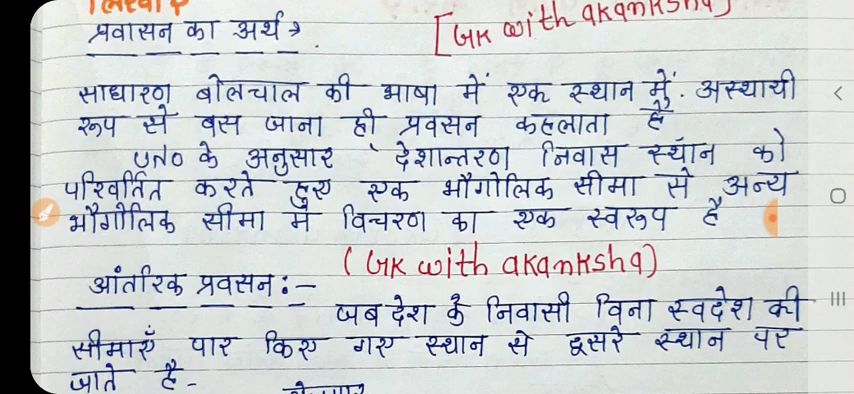 प्रवासन का अर्थ →
[GK with akanksha)
साधारण बोलचाल की भाषा में एक स्थान में अस्थायी
रूप से बस जाना ही प्रवसन कहलाता है
UNO के अनुसार ' देशान्तरण निवास स्थान को
परिवर्तित करते हुए एक भौगोलिक सीमा से अन्य
भौगोलिक सीमा में विचरण का एक स्वरूप है
(GK with akanksha)
आंतरिक प्रवसन :-
जब देश के निवासी विना स्वदेश की
सीमाएँ पार किए गए स्थान से दूसरे स्थान पर
जाते है -